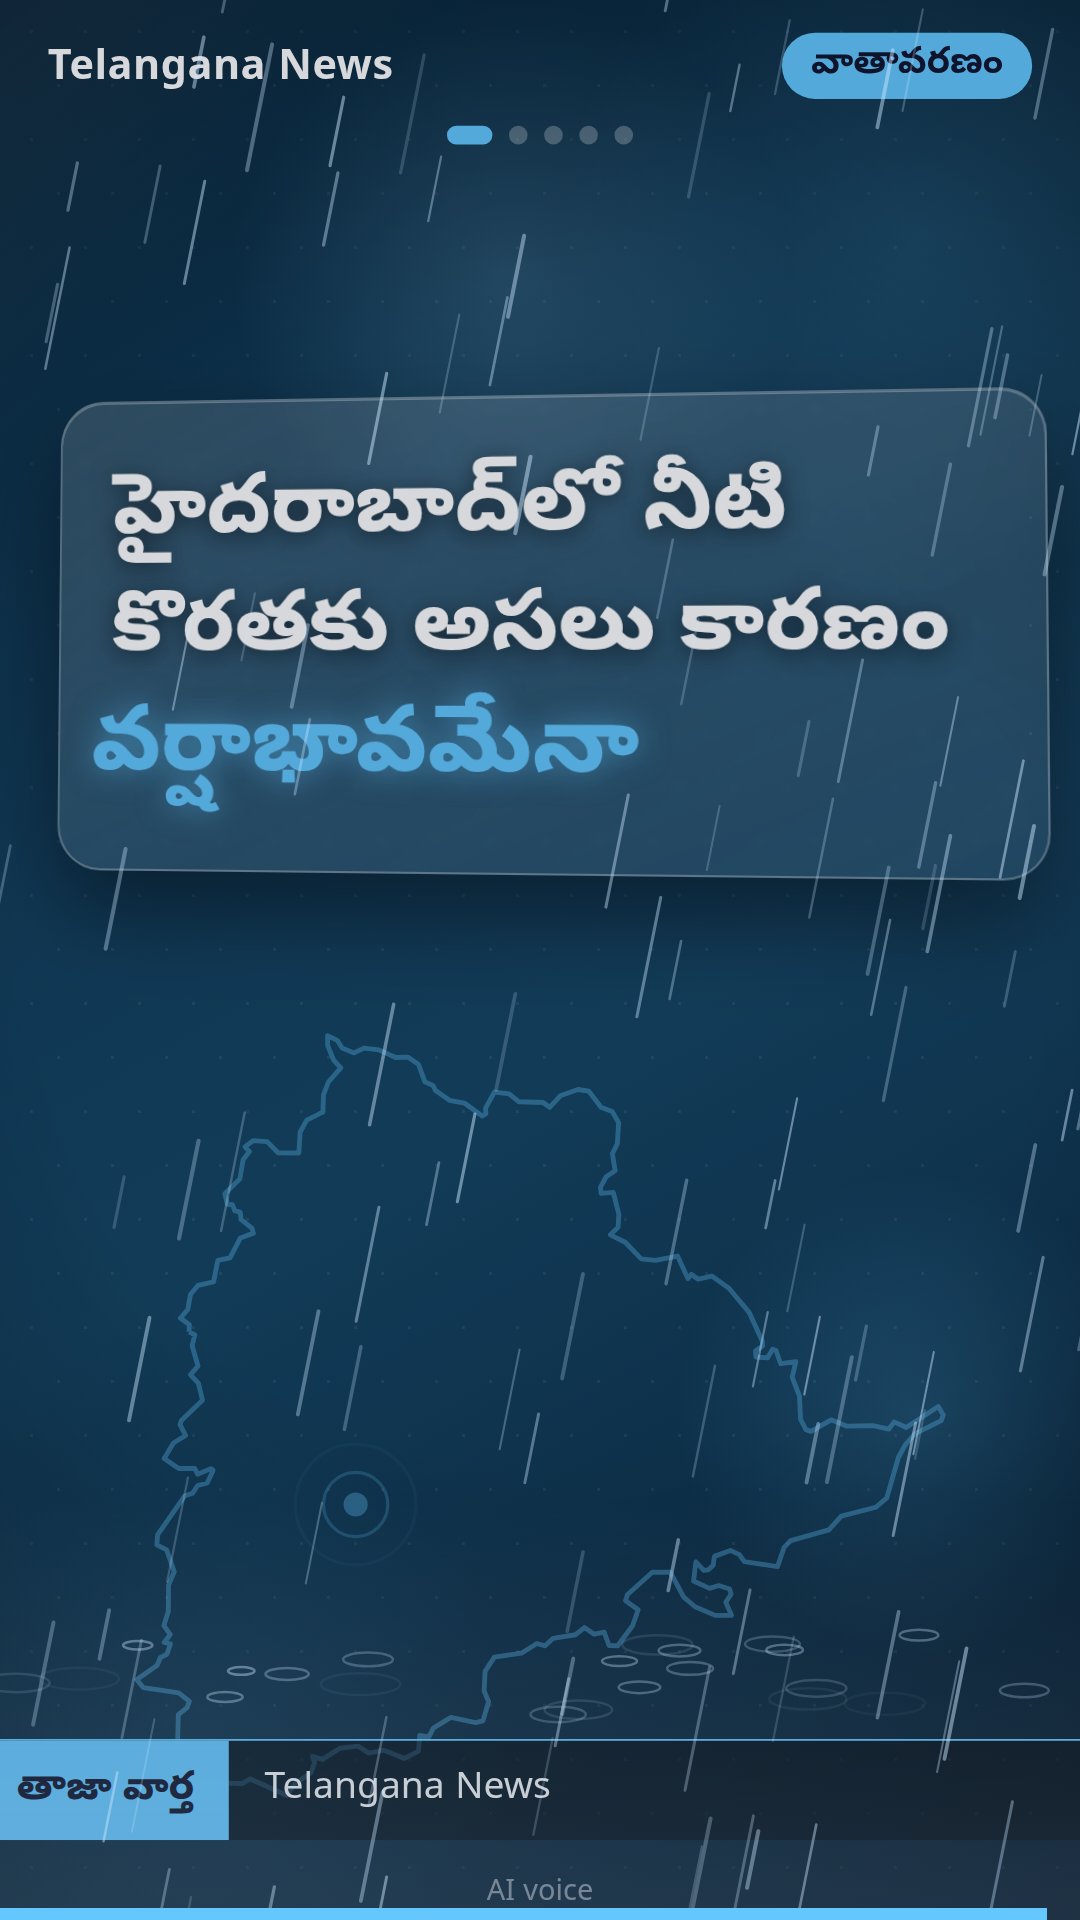 Telangana News
వాతావరణం
హైదరాబాద్‌లో నీటి
కొరతకు అసలు కారణం
వర్షాభావమేనా
తాజా వార్త
Telangana News
AI voice